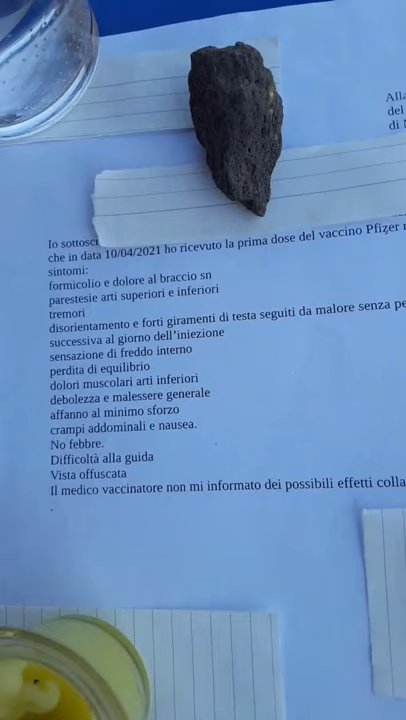 Alla
del
di
Io sottosc
che in data 10/04/2021 ho ricevuto la prima dose del vaccino Pfizer
sintomi:
formicolio e dolore al braccio sn
parestesie arti superiori e inferiori
tremori
disorientamento e forti giramenti di testa seguiti da malore senza pe
successiva al giorno dell'iniezione
sensazione di freddo interno
perdita di equilibrio
dolori muscolari arti inferiori
debolezza e malessere generale
affanno al minimo sforzo
crampi addominali e nausea.
No febbre.
Difficoltà alla guida
Vista offuscata
Il medico vaccinatore non mi informato dei possibili effetti colla
.